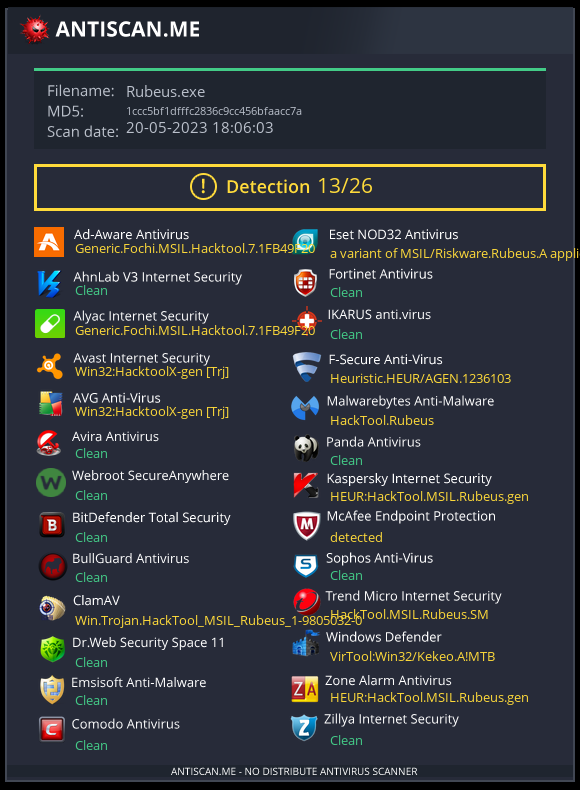 ANTISCAN.ME
Filename: Rubeus.exe
MD5: 1ccc5bf1dfffc2836c9cc456bfaacc7a
Scan date: 20-05-2023 18:06:03
! Detection 13/26
Ad-Aware Antivirus
Generic.Fochi.MSIL.Hacktool.7.1FB49F20
AhnLab V3 Internet Security
Clean
Alyac Internet Security
Generic.Fochi.MSIL.Hacktool.7.1FB49F20
Avast Internet Security
Win32:HacktoolX-gen [Trj]
AVG Anti-Virus
Win32:HacktoolX-gen [Trj]
Avira Antivirus
Clean
W
Webroot SecureAnywhere
Clean
B
BitDefender Total Security
Clean
BullGuard Antivirus
Clean
ClamAV
Win.Trojan.HackTool_MSIL_Rubeus_1-9805032-0
Dr.Web Security Space 11
Clean
Emsisoft Anti-Malware
Clean
C
Comodo Antivirus
Clean
Eset NOD32 Antivirus
a variant of MSIL/Riskware.Rubeus.A appli
Fortinet Antivirus
Clean
IKARUS anti.virus
Clean
F-Secure Anti-Virus
Heuristic.HEUR/AGEN.1236103
Malwarebytes Anti-Malware
HackTool.Rubeus
Panda Antivirus
Clean
Kaspersky Internet Security
HEUR:HackTool.MSIL.Rubeus.gen
M
McAfee Endpoint Protection
detected
S
Sophos Anti-Virus
Clean
Trend Micro Internet Security
HackTool.MSIL.Rubeus.SM
Windows Defender
VirTool:Win32/Kekeo.A!MTB
ZA
Zone Alarm Antivirus
HEUR:HackTool.MSIL.Rubeus.gen
Z
Zillya Internet Security
Clean
ANTISCAN.ME - NO DISTRIBUTE ANTIVIRUS SCANNER